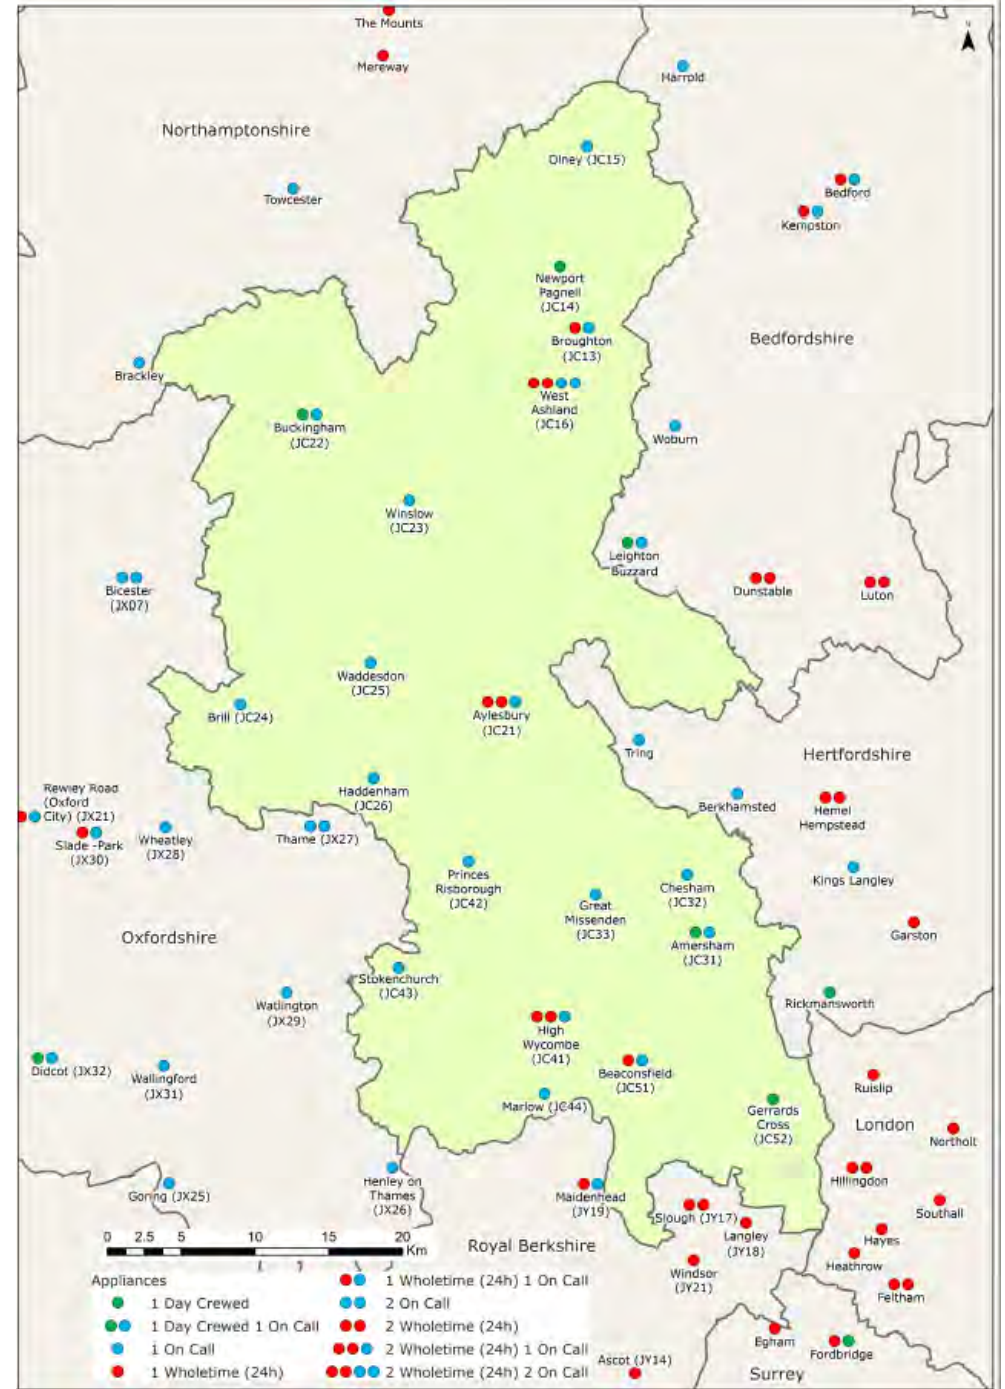 The Mounts
Mereway
N
Harrold
Northamptonshire
Olney (JC15)
Towcester
Bedford
Kempston
Newport
Pagnell
(JC14)
Broughton
(JC13)
Bedfordshire
Brackley
West
Ashland
(JC16)
Buckingham
(JC22)
Woburn
Winslow
(JC23)
Leighton
Buzzard
Bicester
(JX07)
Dunstable
Luton
Waddesdon
(JC25)
Brill (JC24)
Aylesbury
(JC21)
Tring
Hertfordshire
Haddenham
(JC26)
Berkhamsted
Rewley Road
(Oxford
City) (JX21)
Hemel
Hempstead
Slade -Park
(JX30)
Wheatley
(JX28)
Thame (JX27)
Princes
Risborough
(JC42)
Chesham
(JC32)
Kings Langley
Great
Missenden
(JC33)
Oxfordshire
Amersham
(JC31)
Garston
Stokenchurch
(JC43)
Watlington
(JX29)
Rickmansworth
High
Wycombe
(JC41)
Didcot (JX32)
Wallingford
(JX31)
Beaconsfield
(JC51)
Ruislip
Marlow (JC44)
Gerrards
Cross
(JC52)
London
Northolt
Goring (JX25)
Henley on
Thames
(JX26)
Maidenhead
(JY19)
Hillingdon
Slough (JY17)
Southall
Langley
(JY18)
Hayes
Heathrow
Royal Berkshire
Windsor
(JY21)
Feltham
0 2.5 5 10 15 20
Km
Appliances
1 Day Crewed
1 Day Crewed 1 On Call
1 On Call
1 Wholetime (24h)
1 Wholetime (24h) 1 On Call
2 On Call
2 Wholetime (24h)
2 Wholetime (24h) 1 On Call
2 Wholetime (24h) 2 On Call
Egham
Fordbridge
Ascot (JY14)
Surrey